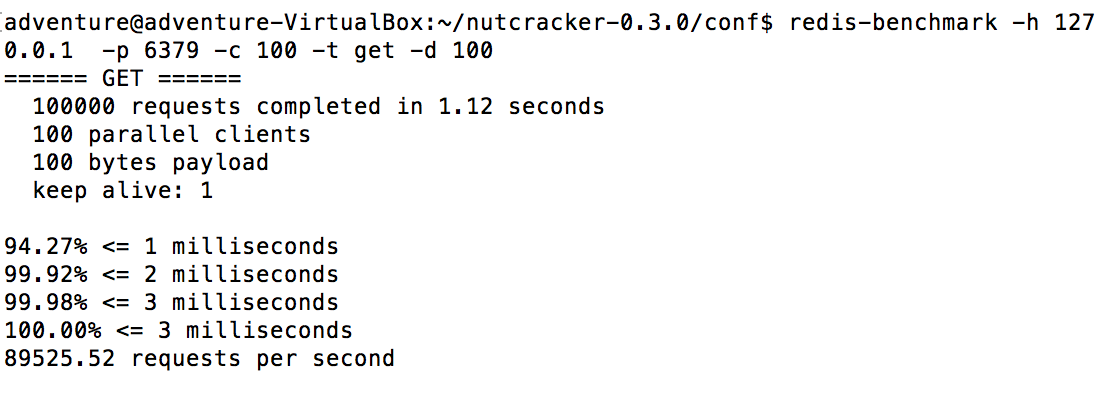 adventure@adventure-VirtualBox:~/nutcracker-0.3.0/conf$ redis-benchmark -h 127
0.0.1  -p 6379 -c 100 -t get -d 100
====== GET ======
  100000 requests completed in 1.12 seconds
  100 parallel clients
  100 bytes payload
  keep alive: 1

94.27% <= 1 milliseconds
99.92% <= 2 milliseconds
99.98% <= 3 milliseconds
100.00% <= 3 milliseconds
89525.52 requests per second